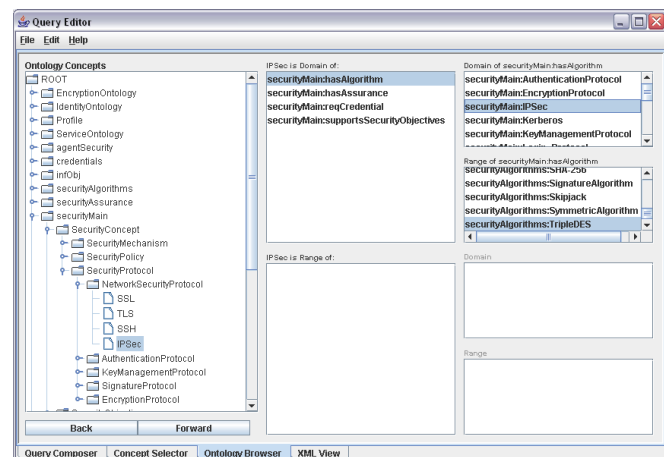 Query Editor
File Edit Help
Ontology Concepts
ROOT
EncryptionOntology
IdentityOntology
Profile
ServiceOntology
agentSecurity
credentials
infObj
securityAlgorithms
securityAssurance
securityMain
SecurityConcept
SecurityMechanism
SecurityPolicy
SecurityProtocol
NetworkSecurityProtocol
SSL
TLS
SSH
IPSec
AuthenticationProtocol
KeyManagementProtocol
SignatureProtocol
EncryptionProtocol
Back Forward
IPSec is Domain of:
securityMain:hasAlgorithm
securityMain:hasAssurance
securityMain:reqCredential
securityMain:supportsSecurityObjectives
IPSec is Range of:
Domain of securityMain:hasAlgorithm
securityMain:AuthenticationProtocol
securityMain:EncryptionProtocol
securityMain:IPSec
securityMain:Kerberos
securityMain:KeyManagementProtocol
Range of securityMain:hasAlgorithm
securityAlgorithms:SHA-256
securityAlgorithms:SignatureAlgorithm
securityAlgorithms:Skipjack
securityAlgorithms:SymmetricAlgorithm
securityAlgorithms:TripleDES
Domain
Range
Query Composer Concept Selector Ontology Browser XML View